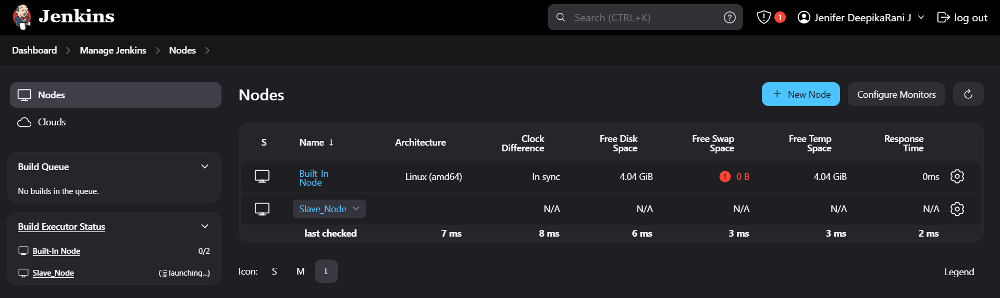 Jenkins
Search (CTRL+K)
1
Jenifer DeepikaRani J
log out
Dashboard
Manage Jenkins
Nodes
Nodes
Clouds
Build Queue
No builds in the queue.
Build Executor Status
Built-In Node 0/2
Slave_Node (launching...)
Nodes
+ New Node
Configure Monitors
S Name ↓ Architecture Clock Difference Free Disk Space Free Swap Space Free Temp Space Response Time
Built-In Node Linux (amd64) In sync 4.04 GiB 0 B 4.04 GiB 0ms
Slave_Node N/A N/A N/A N/A N/A
last checked 7 ms 8 ms 6 ms 3 ms 3 ms 2 ms
Icon: S M L
Legend